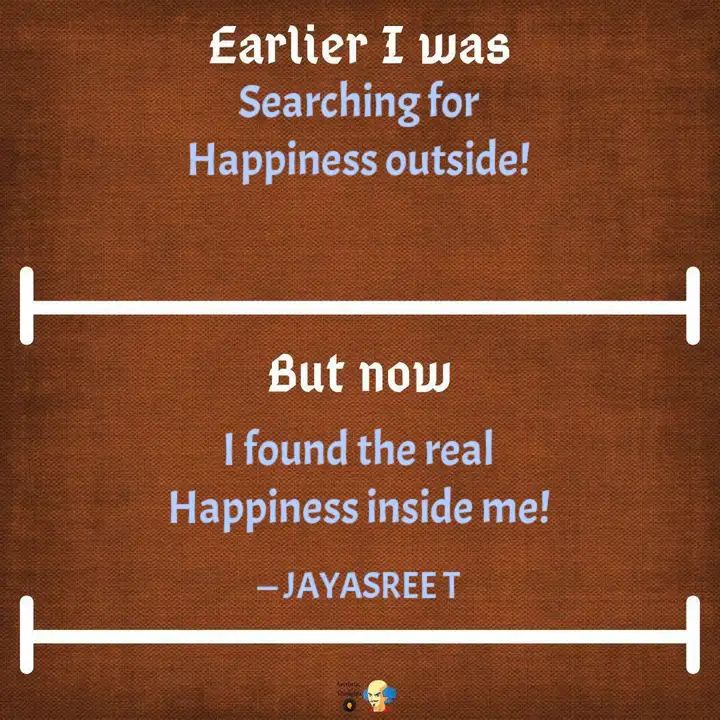 Earlier I was
Searching for
Happiness outside!
But now
I found the real
Happiness inside me!
– JAYASREE T